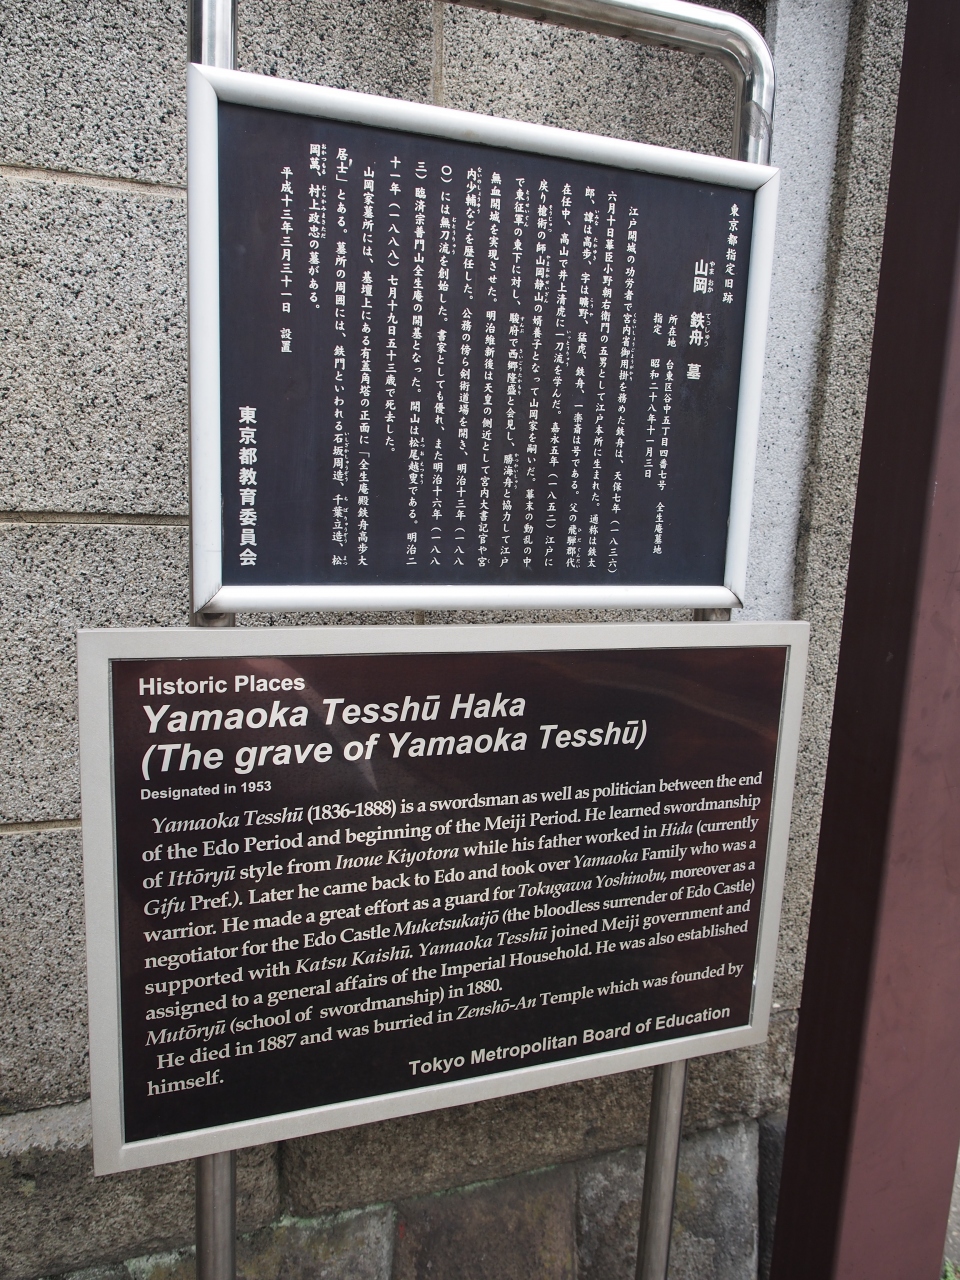 東京都指定旧跡
山岡 鉄舟 墓
所在地 台東区谷中五丁目四番七号 全生庵墓地
指定 昭和二十八年十一月三日
江戸開城の功労者で宮内省御用掛を務めた鉄舟は、天保七年（一八三六）
六月十日幕臣小野朝右衛門の五男として江戸本所に生まれた。通称は鉄太
郎、諱は高歩、字は曠野、猛虎、鉄舟、一楽斎は号である。父の飛騨郡代
在任中、高山で井上清虎に一刀流を学んだ。嘉永五年（一八五二）江戸に
戻り槍術の師山岡静山の婿養子となって山岡家を嗣いだ。幕末の動乱の中
で東征軍の東下に対し、駿府で西郷隆盛と会見し、勝海舟と協力して江戸
無血開城を実現させた。明治維新後は天皇の側近として宮内大書記官や宮
内少輔などを歴任した。公務の傍ら剣術道場を開き、明治十三年（一八八
〇）には無刀流を創始した。書家としても優れ、また明治十六年（一八八
三）臨済宗普門山全生庵の開基となった。開山は松尾越叟である。明治二
十一年（一八八八）七月十九日五十三歳で死去した。
山岡家墓所には、墓壇上にある有蓋角塔の正面に「全生庵殿鉄舟高歩大
居士」とある。墓所の周囲には、鉄門といわれる石坂周造、千葉立造、松
岡萬、村上政忠の墓がある。
平成十三年三月三十一日 設置
東京都教育委員会
Historic Places
Yamaoka Tesshū Haka
(The grave of Yamaoka Tesshū)
Designated in 1953
Yamaoka Tesshū (1836-1888) is a swordsman as well as politician between the end
of the Edo Period and beginning of the Meiji Period. He learned swordmanship
of Ittōryū style from Inoue Kiyotora while his father worked in Hida (currently
Gifu Pref.). Later he came back to Edo and took over Yamaoka Family who was a
warrior. He made a great effort as a guard for Tokugawa Yoshinobu, moreover as a
negotiator for the Edo Castle Muketsukaijō (the bloodless surrender of Edo Castle)
supported with Katsu Kaishū. Yamaoka Tesshū joined Meiji government and
assigned to a general affairs of the Imperial Household. He was also established
Mutōryū (school of swordmanship) in 1880.
He died in 1887 and was burried in Zenshō-An Temple which was founded by
himself.
Tokyo Metropolitan Board of Education